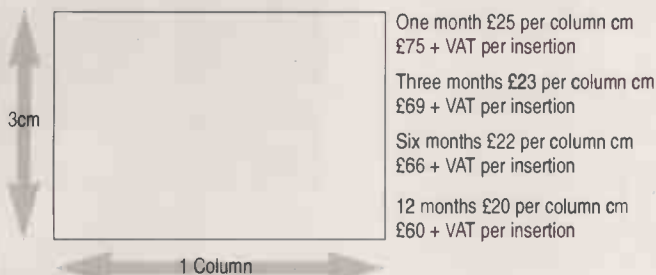 3cm
1 Column
One month £25 per column cm
£75 + VAT per insertion
Three months £23 per column cm
£69 + VAT per insertion
Six months £22 per column cm
£66 + VAT per insertion
12 months £20 per column cm
£60 + VAT per insertion